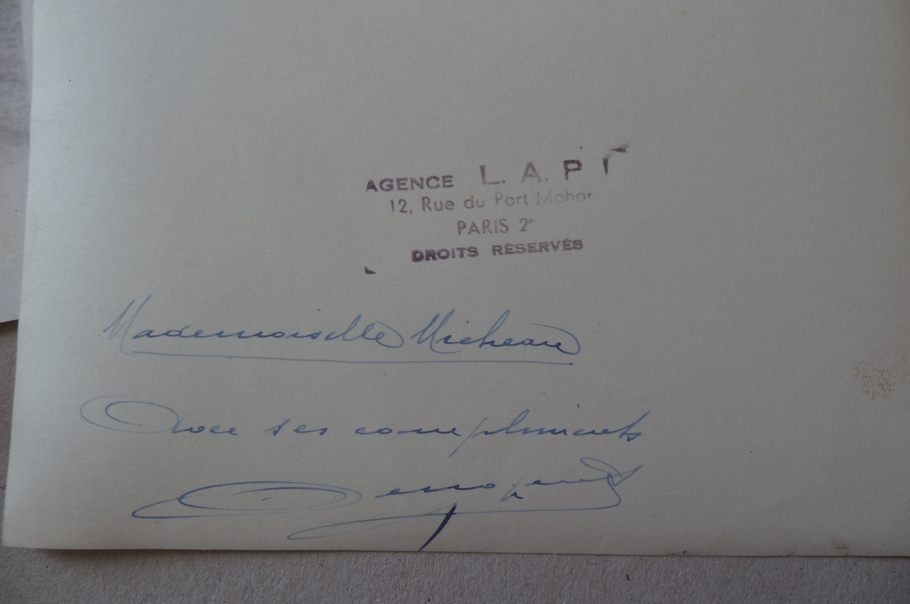 AGENCE L. A. P I
12, Rue du Port Mahon
PARIS 2e
DROITS RÉSERVÉS
Mademoiselle Micheau
Avec ses compliments